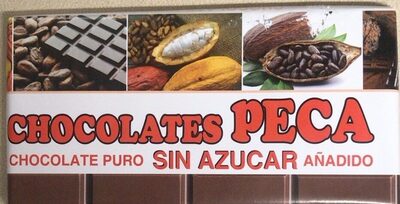 CHOCOLATES PECA
CHOCOLATE PURO SIN AZUCAR AÑADIDO